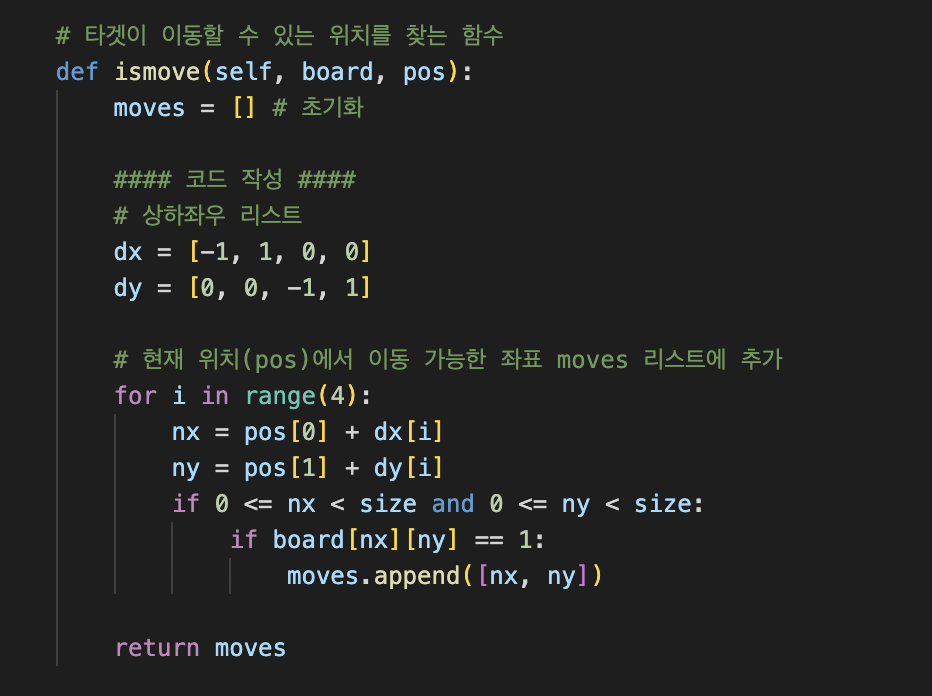 # 타겟이 이동할 수 있는 위치를 찾는 함수
def ismove(self, board, pos):
    moves = [] # 초기화
    #### 코드 작성 ####
    # 상하좌우 리스트
    dx = [-1, 1, 0, 0]
    dy = [0, 0, -1, 1]
    # 현재 위치(pos)에서 이동 가능한 좌표 moves 리스트에 추가
    for i in range(4):
        nx = pos[0] + dx[i]
        ny = pos[1] + dy[i]
        if 0 <= nx < size and 0 <= ny < size:
            if board[nx][ny] == 1:
                moves.append([nx, ny])
    return moves